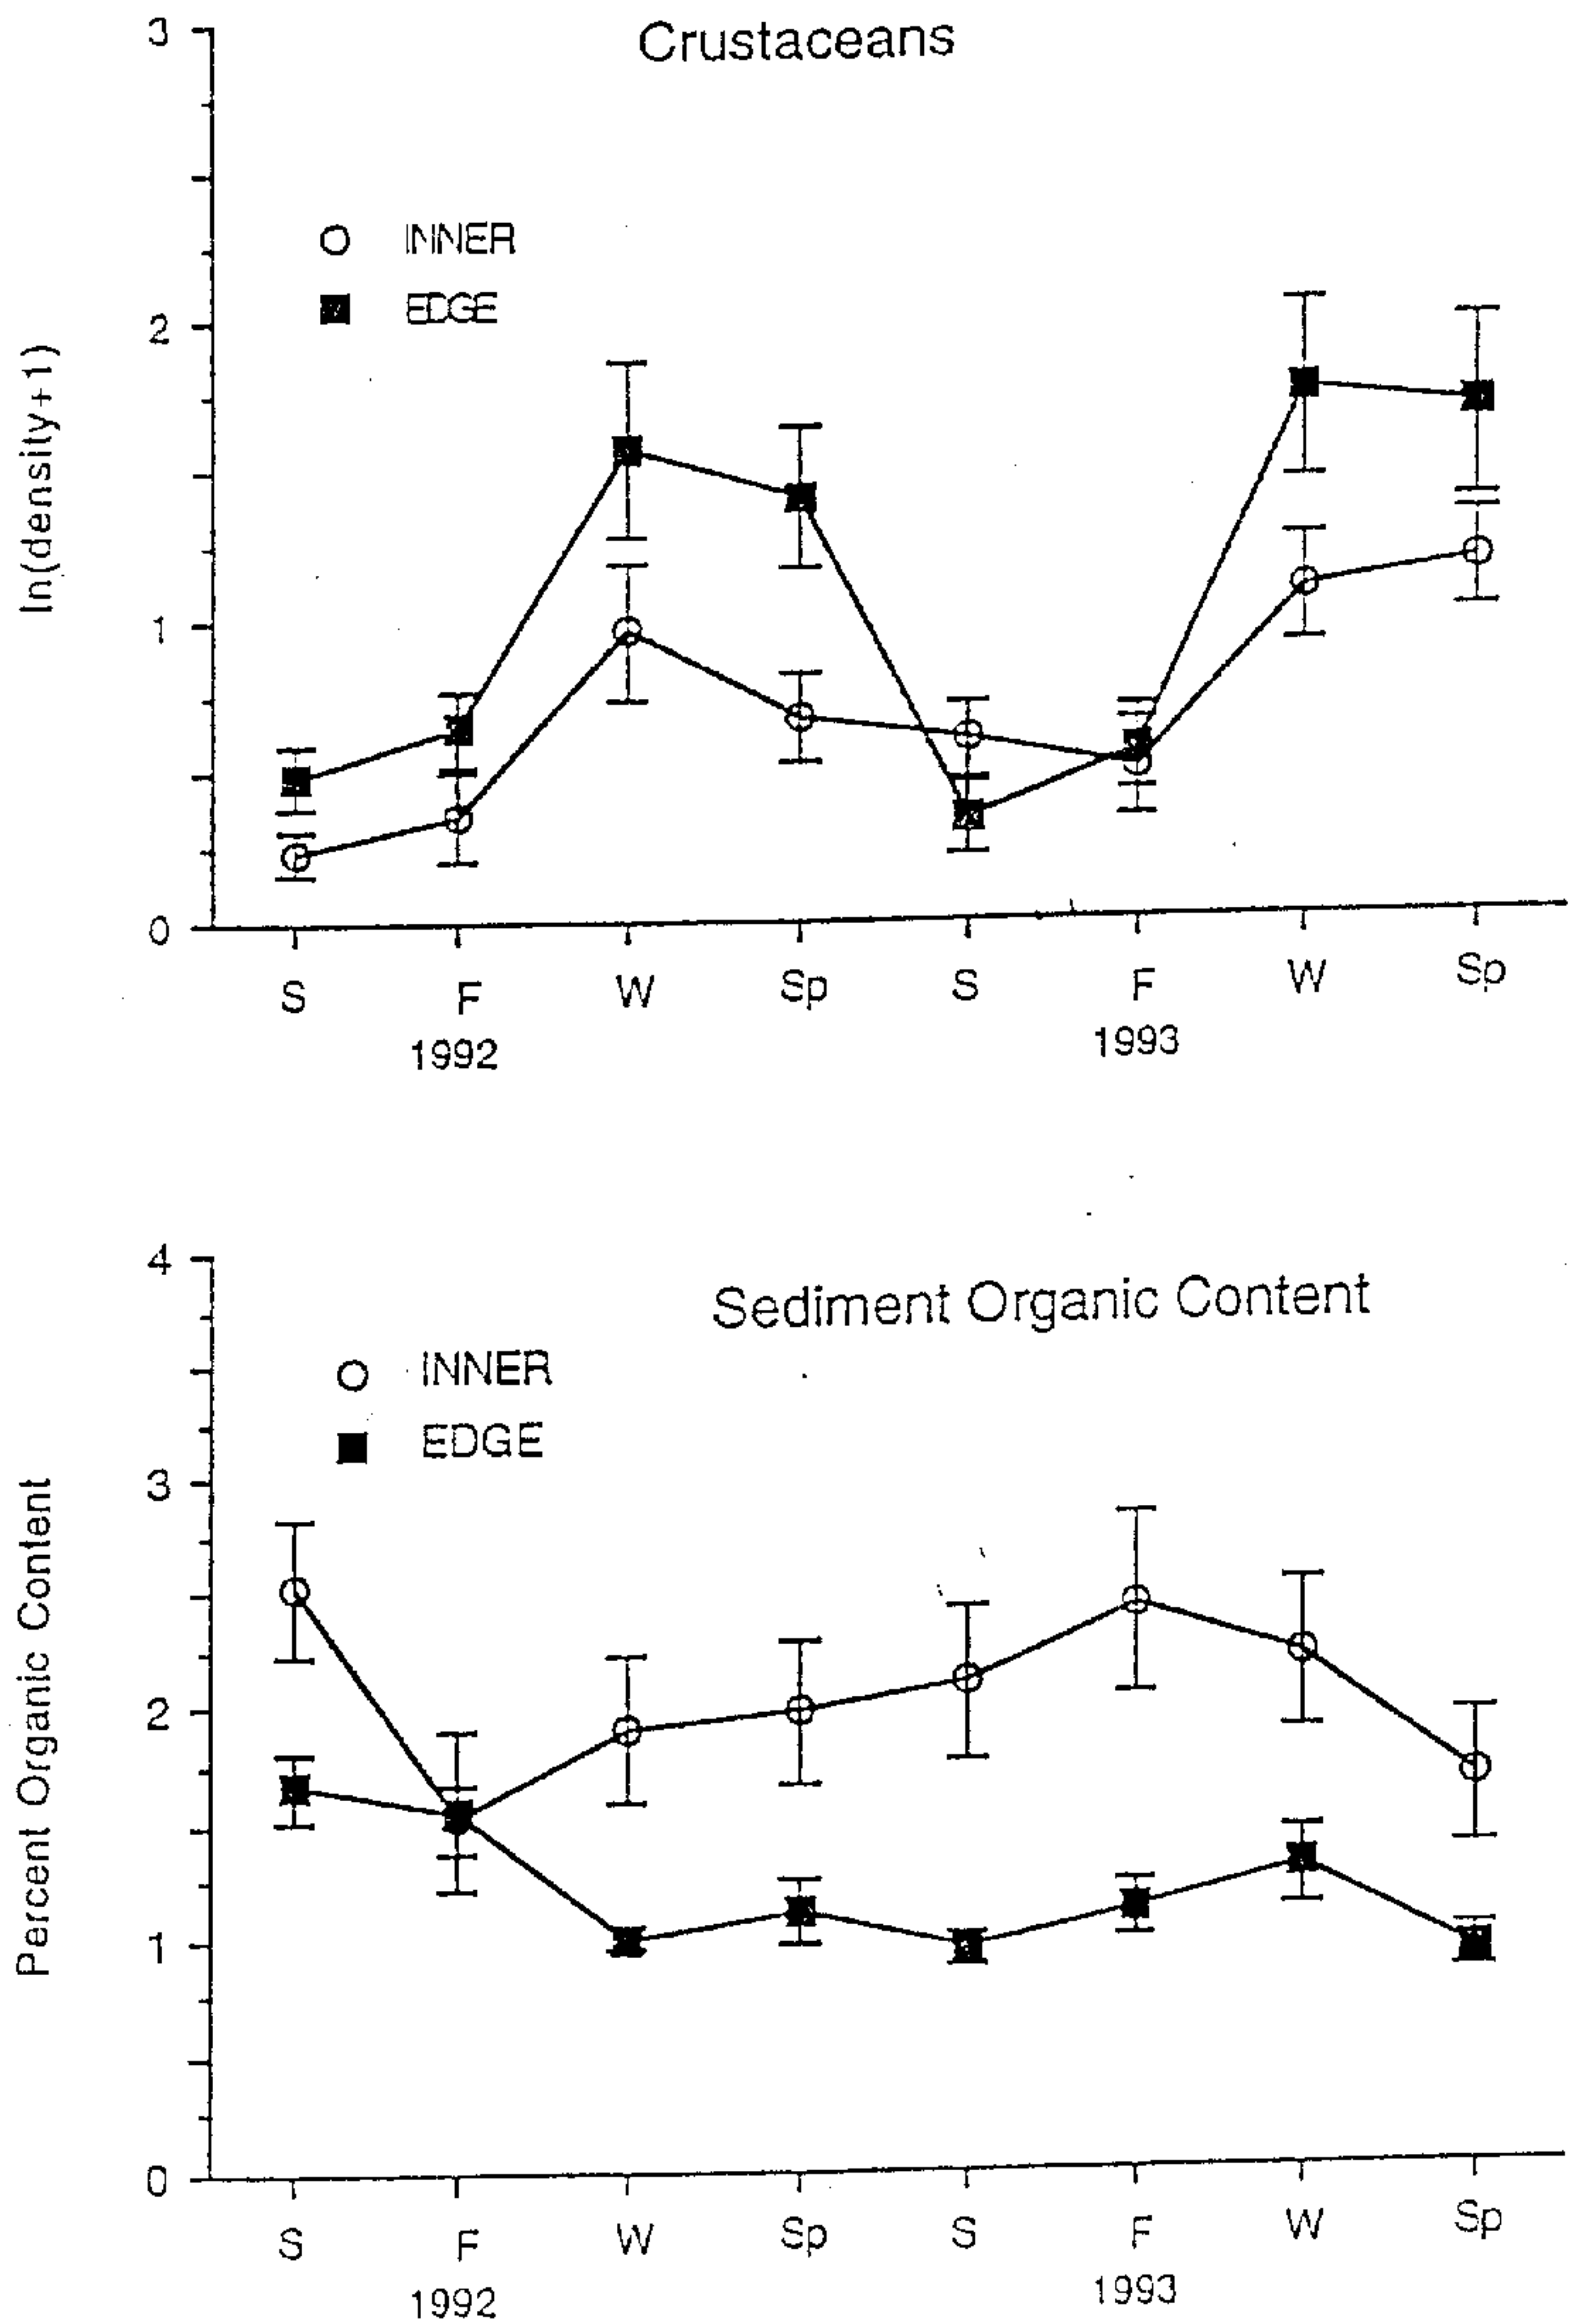 Crustaceans
3
2
1
0
ln(density+1)
INNER
EDGE
S F W Sp S F W Sp
1992 1993
Sediment Organic Content
4
3
2
1
0
Percent Organic Content
INNER
EDGE
S F W Sp S F W Sp
1992 1993